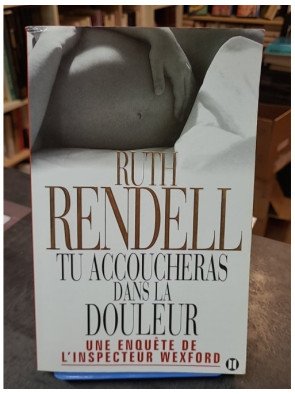 RUTH
RENDELL
TU ACCOUCHERAS
DANS LA
DOULEUR
UNE ENQUÊTE DE
L'INSPECTEUR WEXFORD